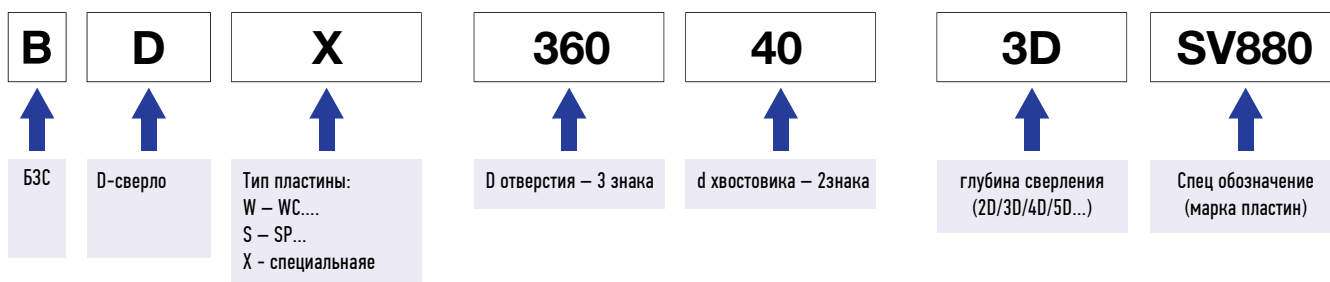 B D X 360 40 3D SV880
БЗС
D-сверло
Тип пластины:
W – WC....
S – SP...
X - специальнаяе
D отверстия – 3 знака
d хвостовика – 2знака
глубина сверления
(2D/3D/4D/5D...)
Спец обозначение
(марка пластин)